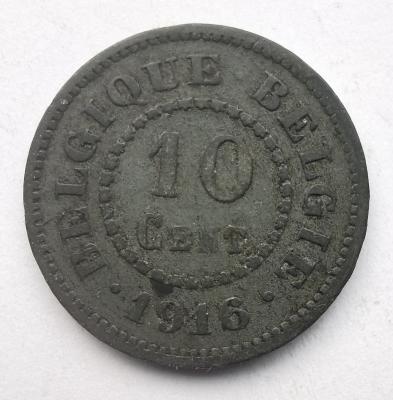 BELGIQUE BELGIE
10
CENT
· 1916 ·